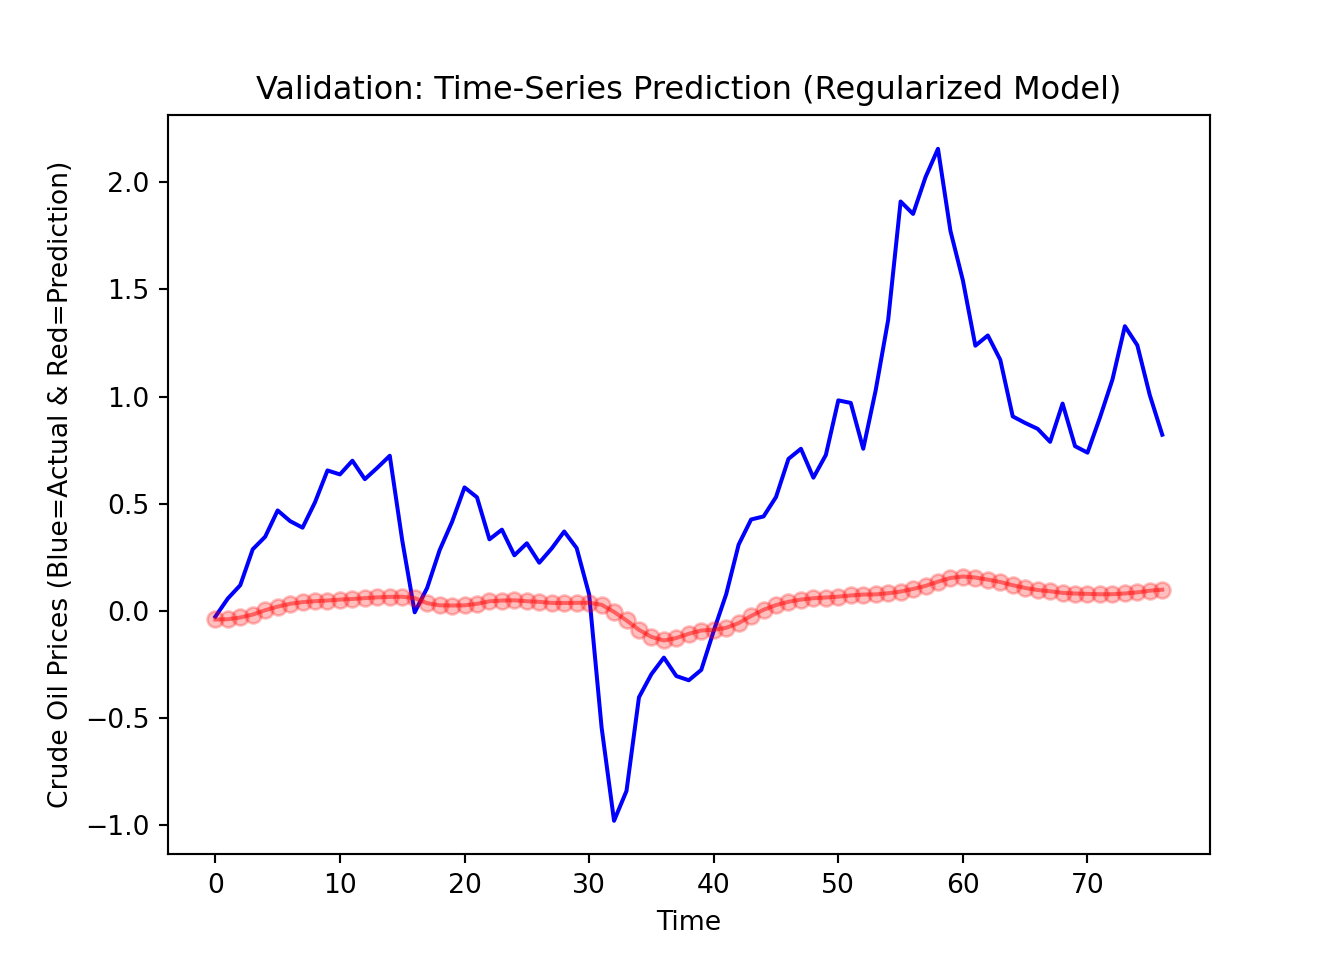 Validation: Time-Series Prediction (Regularized Model)
Crude Oil Prices (Blue=Actual & Red=Prediction)
2.0
1.5
1.0
0.5
0.0
−0.5
−1.0
0 10 20 30 40 50 60 70
Time